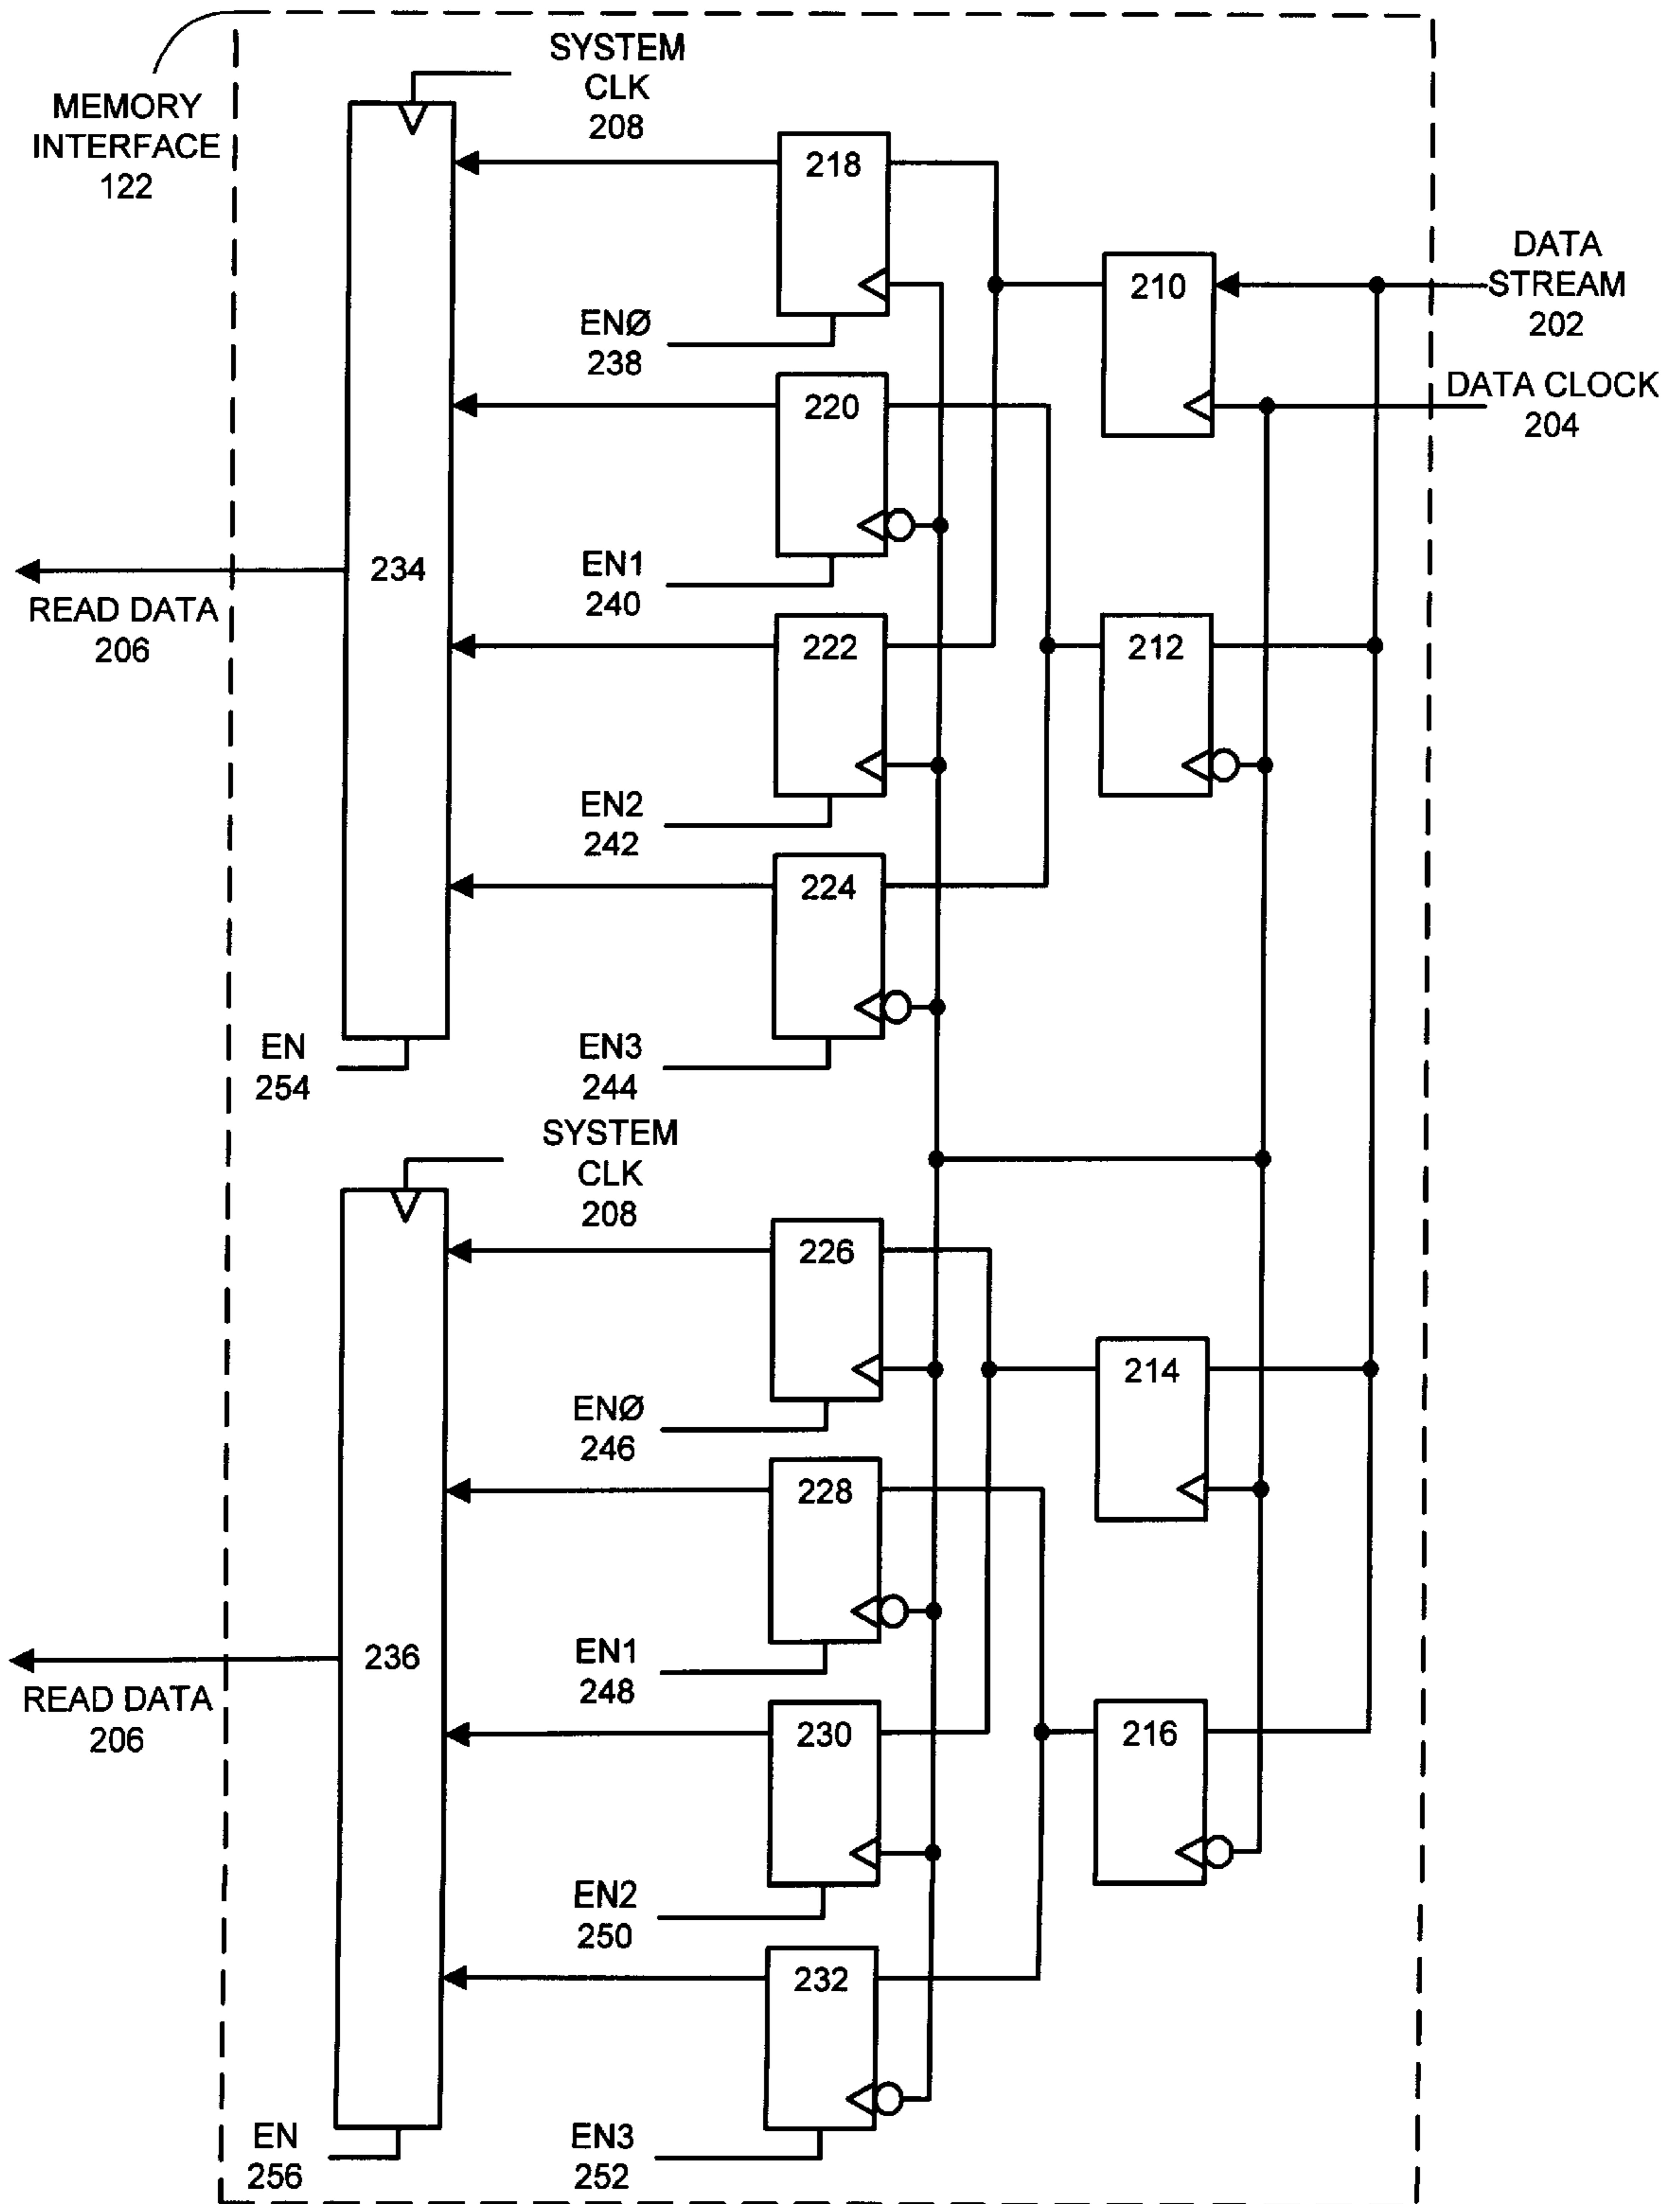 SYSTEM
CLK
208
MEMORY
INTERFACE
122
218
DATA
STREAM
202
210
ENØ
238
DATA CLOCK
204
220
234
EN1
240
READ DATA
206
222
212
EN2
242
224
EN
254
EN3
244
SYSTEM
CLK
208
226
214
ENØ
246
228
236
EN1
248
READ DATA
206
230
216
EN2
250
232
EN
256
EN3
252